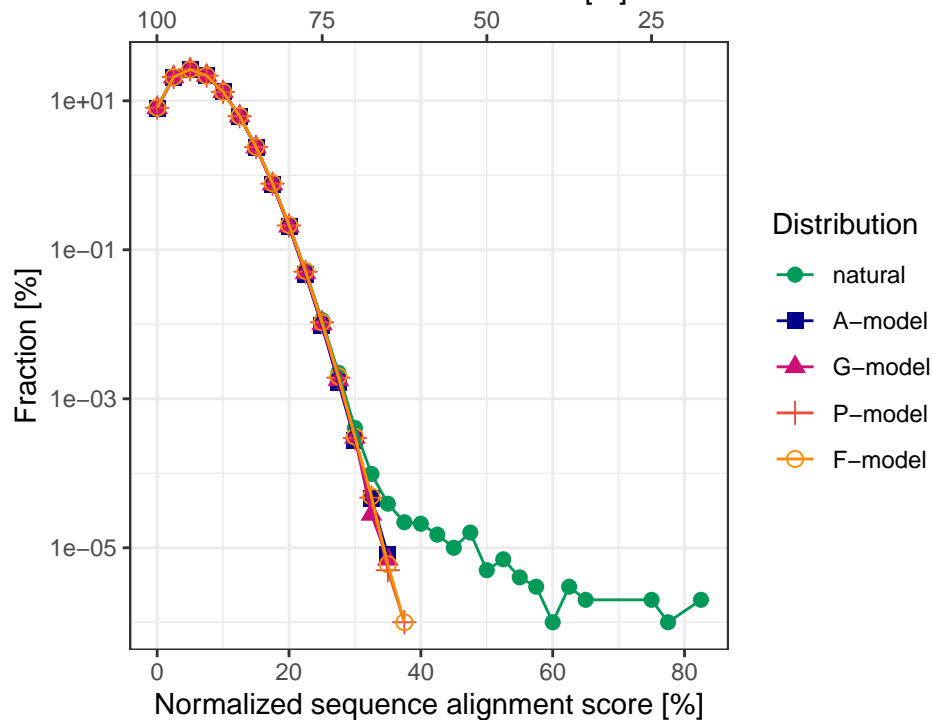 100 75 50 25
1e+01
1e−01
1e−03
1e−05
Fraction [%]
0 20 40 60 80
Normalized sequence alignment score [%]
Distribution
natural
A−model
G−model
P−model
F−model